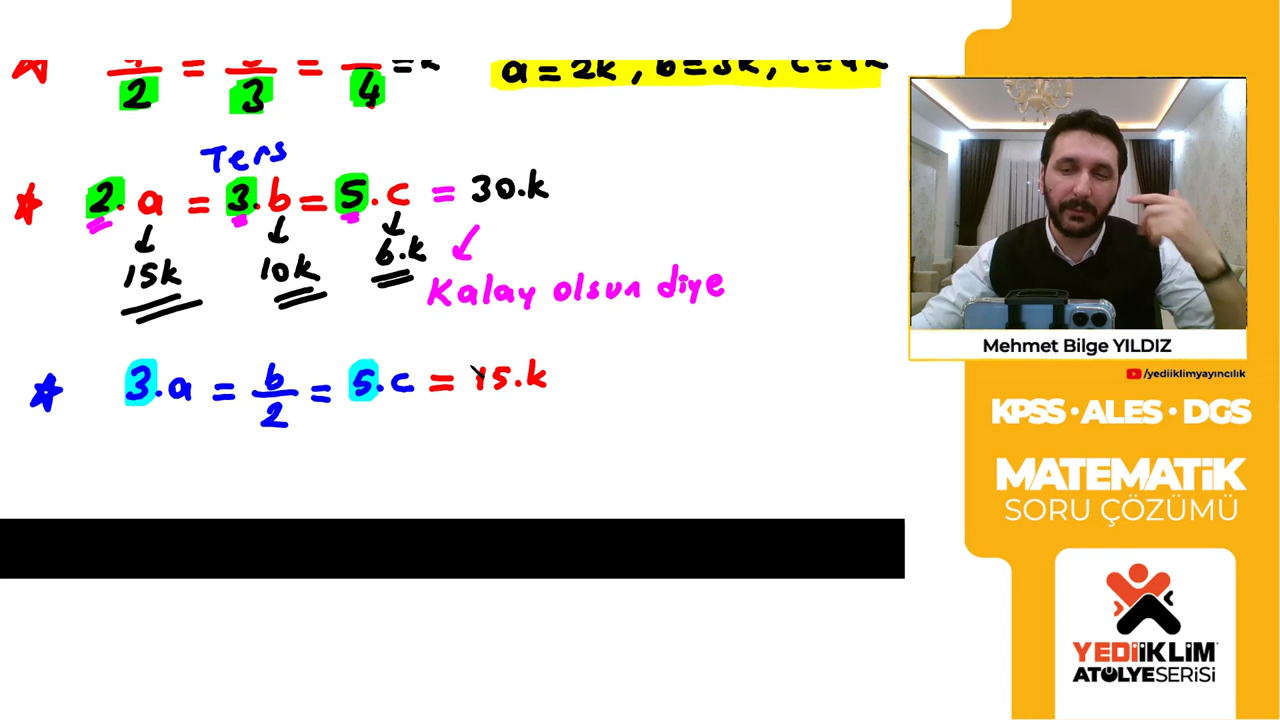 a/2 = b/3 = c/4 = k a = 2k, b = 3k, c = 4k
Ters
2.a = 3.b = 5.c = 30.k
15k 10k 6.k
Kalay olsun diye
3.a = b/2 = 5.c = 15.k
Mehmet Bilge YILDIZ
/yediiklimyayıncılık
KPSS • ALES • DGS
MATEMATİK
SORU ÇÖZÜMÜ
YEDİİKLİM
ATÖLYESERİSİ